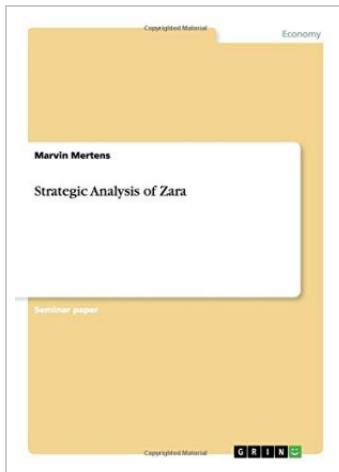 Copyrighted Material
Economy
Marvin Mertens
Strategic Analysis of Zara
Seminar paper
Copyrighted Material
GRIN